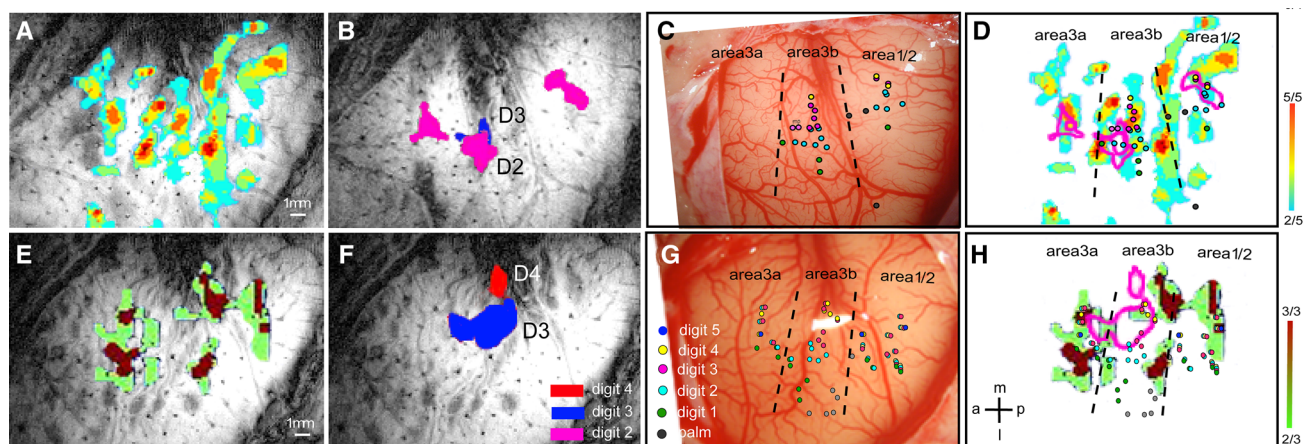 A
1mm
B
D3
D2
C
area3a
area3b
area1/2
D
area3a
area3b
area1/2
5/5
2/5
E
1mm
F
D4
D3
digit 4
digit 3
digit 2
G
area3a
area3b
area1/2
digit 5
digit 4
digit 3
digit 2
digit 1
palm
H
area3a
area3b
area1/2
m
a
p
l
3/3
2/3